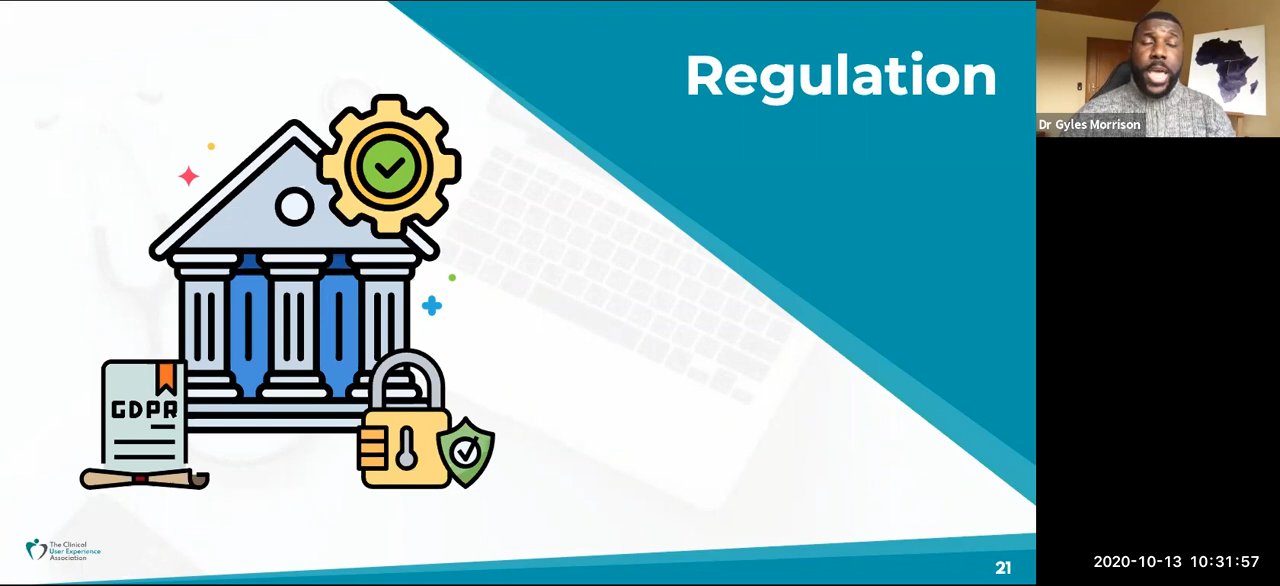 Regulation
Dr Gyles Morrison
GDPR
The Clinical
User Experience
Association
21
2020-10-13 10:31:57